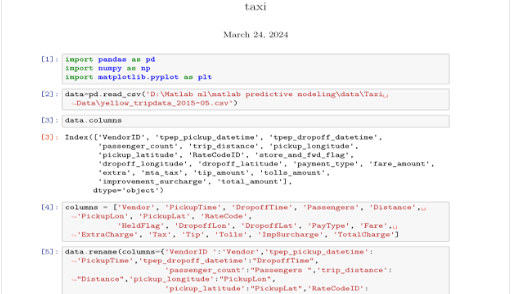 taxi
March 24, 2024
[1]: import pandas as pd
import numpy as np
import matplotlib.pyplot as plt
[2]: data=pd.read_csv('D:\Matlab ml\matlab predictive modeling\data\Taxi␣
↪Data\yellow_tripdata_2015-05.csv')
[3]: data.columns
[3]: Index(['VendorID', 'tpep_pickup_datetime', 'tpep_dropoff_datetime',
'passenger_count', 'trip_distance', 'pickup_longitude',
'pickup_latitude', 'RateCodeID', 'store_and_fwd_flag',
'dropoff_longitude', 'dropoff_latitude', 'payment_type', 'fare_amount',
'extra', 'mta_tax', 'tip_amount', 'tolls_amount',
'improvement_surcharge', 'total_amount'],
dtype='object')
[4]: columns = ['Vendor', 'PickupTime', 'DropoffTime', 'Passengers', 'Distance',␣
↪'PickupLon', 'PickupLat', 'RateCode',
'HeldFlag', 'DropoffLon', 'DropoffLat', 'PayType', 'Fare',␣
↪'ExtraCharge', 'Tax', 'Tip', 'Tolls', 'ImpSurcharge', 'TotalCharge']
[5]: data.rename(columns={'VendorID ':'Vendor','tpep_pickup_datetime':
↪'PickupTime','tpep_dropoff_datetime':"DropoffTime",
'passenger_count':"Passengers ",'trip_distance':
↪"Distance",'pickup_longitude':"PickupLon",
'pickup_latitude':"PickupLat","RateCodeID":